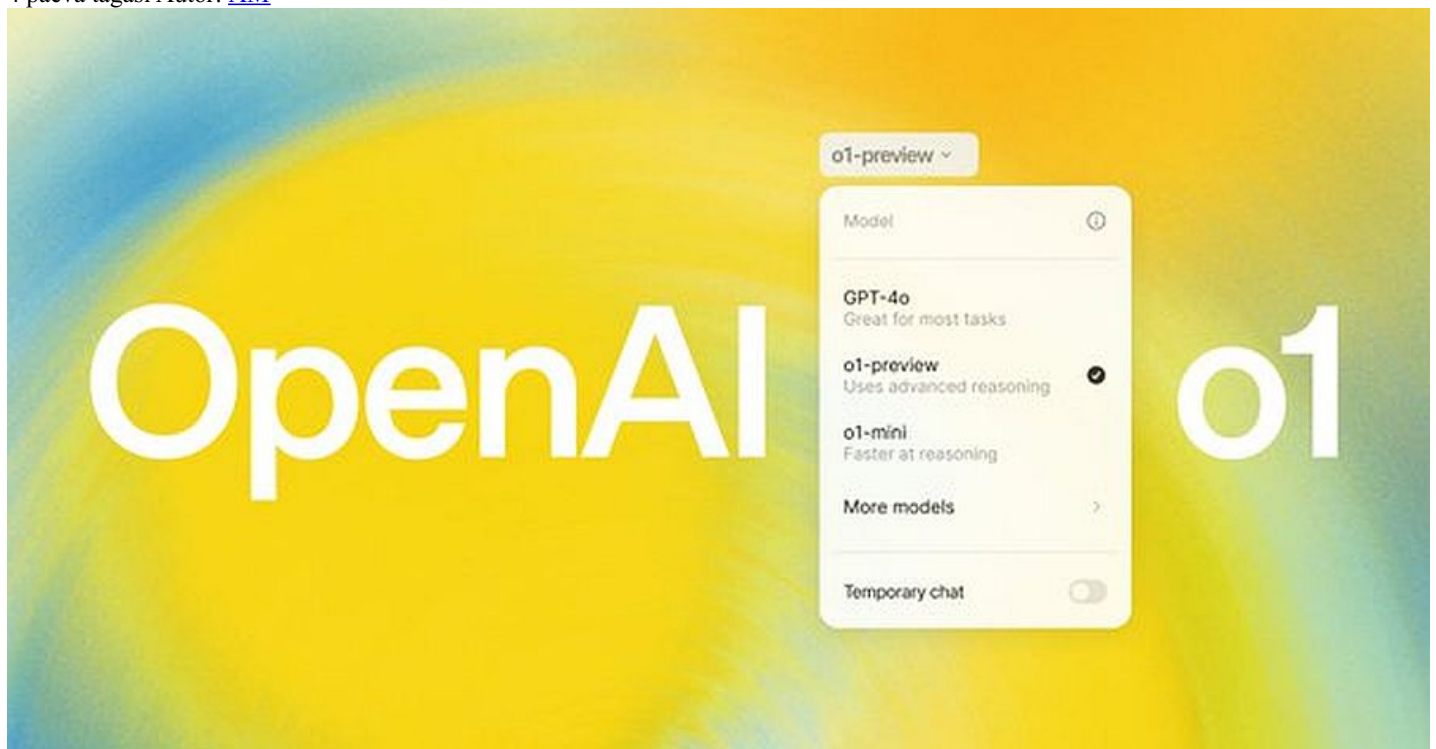 OpenAI
o1-preview
Model
GPT-4o
Great for most tasks
o1-preview
Uses advanced reasoning
o1-mini
Faster at reasoning
More models
Temporary chat
o1